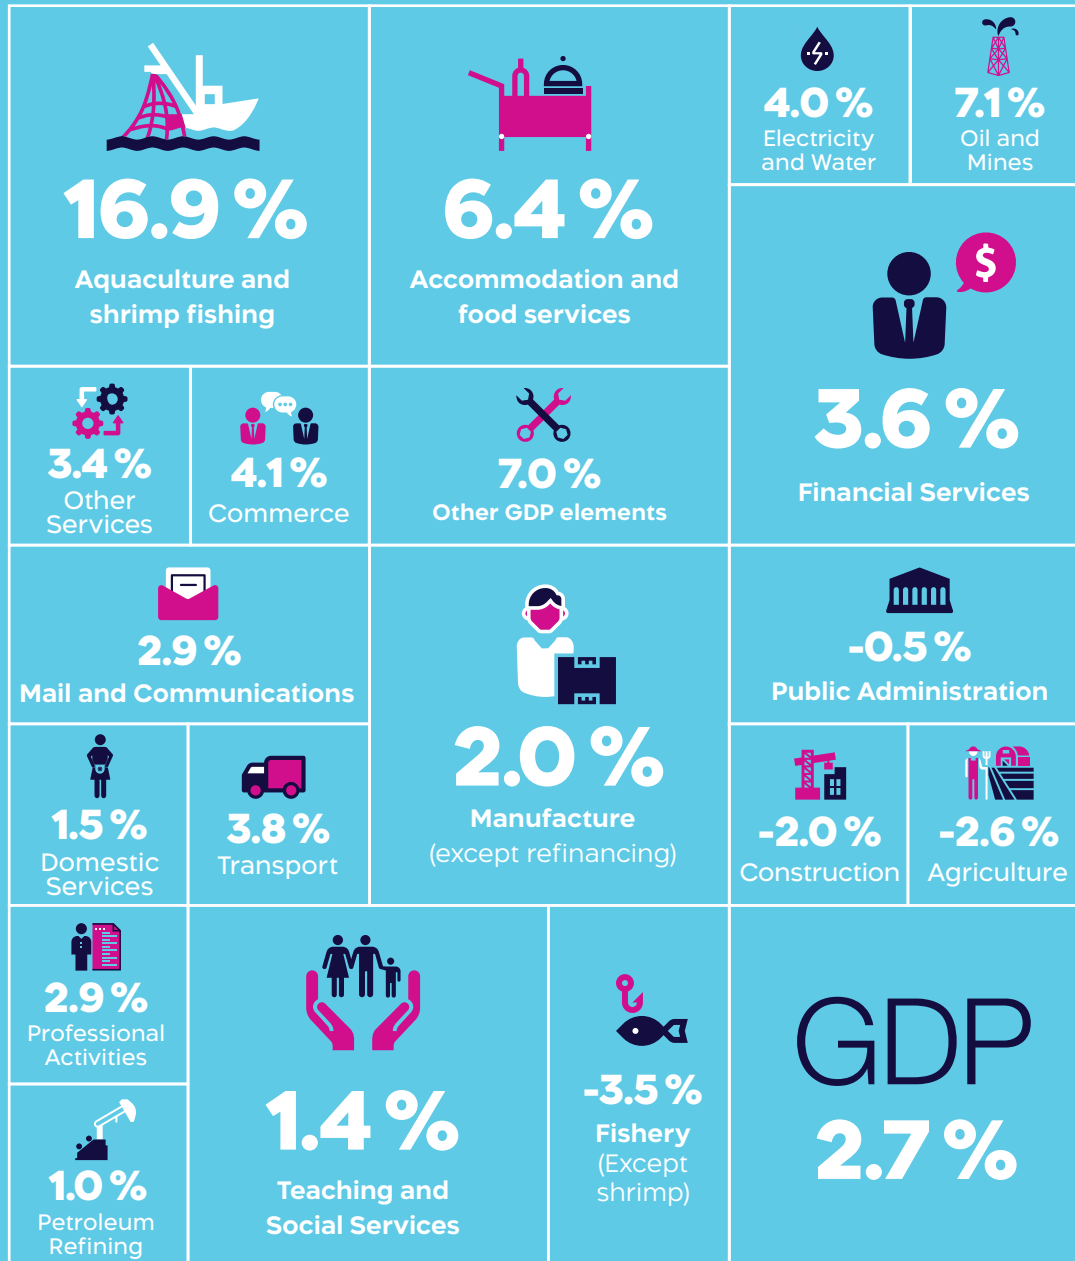 16.9 %
Aquaculture and
shrimp fishing
6.4 %
Accommodation and
food services
4.0 %
Electricity
and Water
7.1 %
Oil and
Mines
$
3.6 %
Financial Services
3.4 %
Other
Services
4.1 %
Commerce
7.0 %
Other GDP elements
2.9 %
Mail and Communications
2.0 %
Manufacture
(except refinancing)
-0.5 %
Public Administration
1.5 %
Domestic
Services
3.8 %
Transport
-2.0 %
Construction
-2.6 %
Agriculture
2.9 %
Professional
Activities
1.0 %
Petroleum
Refining
1.4 %
Teaching and
Social Services
-3.5 %
Fishery
(Except
shrimp)
GDP
2.7 %